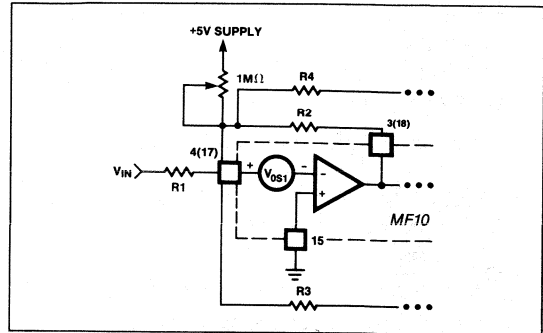 +5V SUPPLY
1MΩ
R4
R2
3(18)
4(17)
VIN
R1
+
VOS1
-
-
+
MF10
15
R3